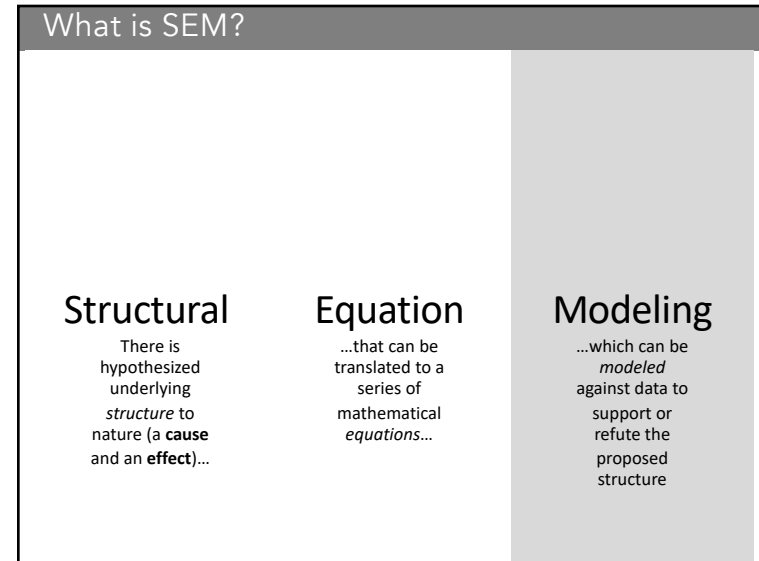 What is SEM?
Structural
There is
hypothesized
underlying
structure to
nature (a cause
and an effect)…
Equation
…that can be
translated to a
series of
mathematical
equations…
Modeling
…which can be
modeled
against data to
support or
refute the
proposed
structure